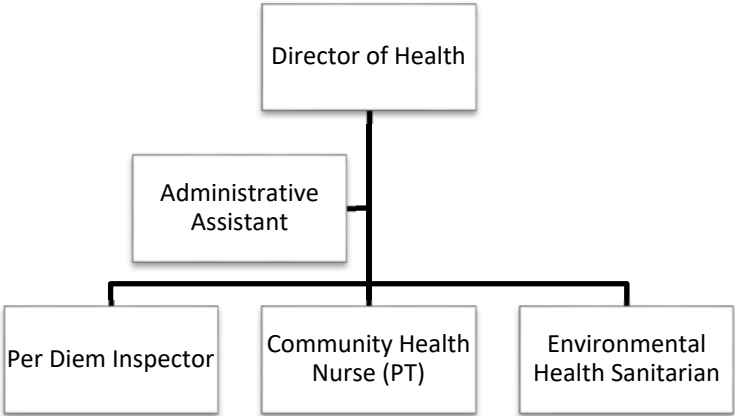 Director of Health
Administrative
Assistant
Per Diem Inspector
Community Health
Nurse (PT)
Environmental
Health Sanitarian